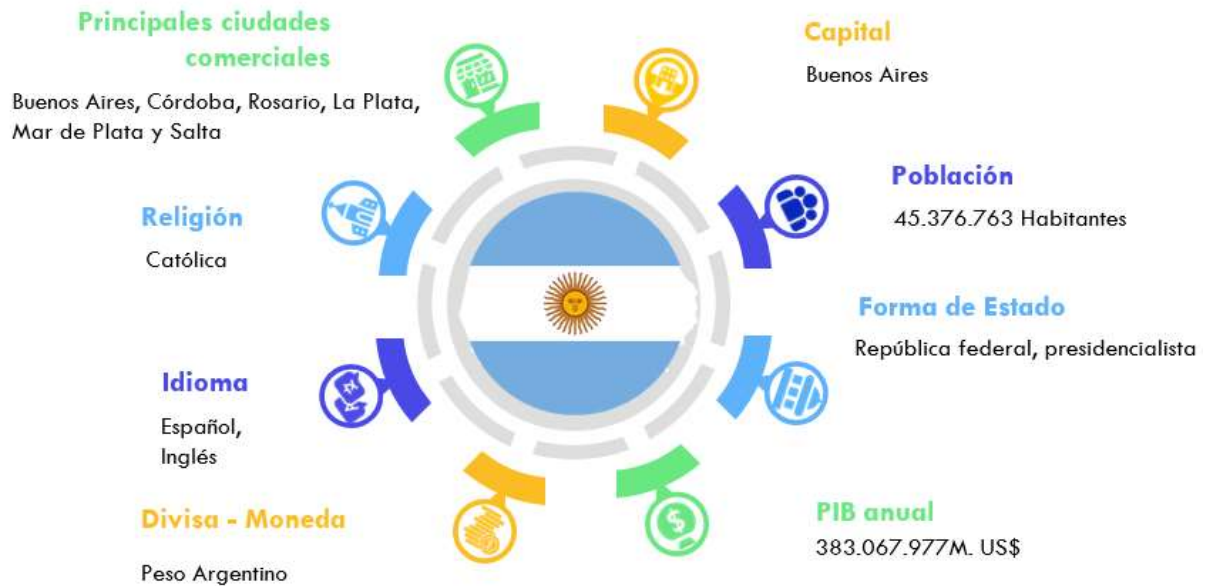 Principales ciudades
comerciales
Buenos Aires, Córdoba, Rosario, La Plata,
Mar de Plata y Salta
Capital
Buenos Aires
Religión
Católica
Población
45.376.763 Habitantes
Idioma
Español,
Inglés
Forma de Estado
República federal, presidencialista
Divisa - Moneda
Peso Argentino
PIB anual
383.067.977M. US$